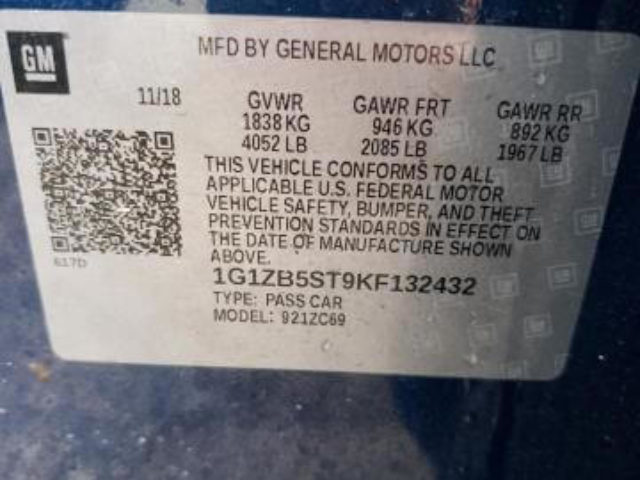 GM
MFD BY GENERAL MOTORS LLC
11/18
GVWR GAWR FRT GAWR RR
1838 KG 946 KG 892 KG
4052 LB 2085 LB 1967 LB
THIS VEHICLE CONFORMS TO ALL
APPLICABLE U.S. FEDERAL MOTOR
VEHICLE SAFETY, BUMPER, AND THEFT
PREVENTION STANDARDS IN EFFECT ON
THE DATE OF MANUFACTURE SHOWN
ABOVE.
617D
1G1ZB5ST9KF132432
TYPE: PASS CAR
MODEL: 921ZC69